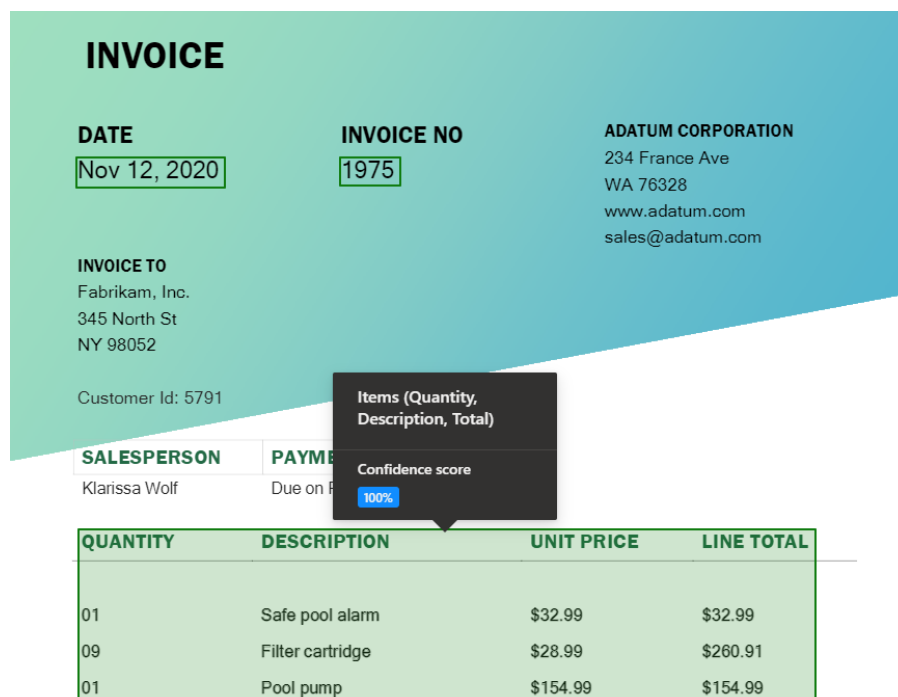 INVOICE
DATE
Nov 12, 2020
INVOICE NO
1975
ADATUM CORPORATION
234 France Ave
WA 76328
www.adatum.com
sales@adatum.com
INVOICE TO
Fabrikam, Inc.
345 North St
NY 98052
Customer Id: 5791
Items (Quantity,
Description, Total)
Confidence score
100%
SALESPERSON
Klarissa Wolf
Due on
QUANTITY DESCRIPTION UNIT PRICE LINE TOTAL
01 Safe pool alarm $32.99 $32.99
09 Filter cartridge $28.99 $260.91
01 Pool pump $154.99 $154.99